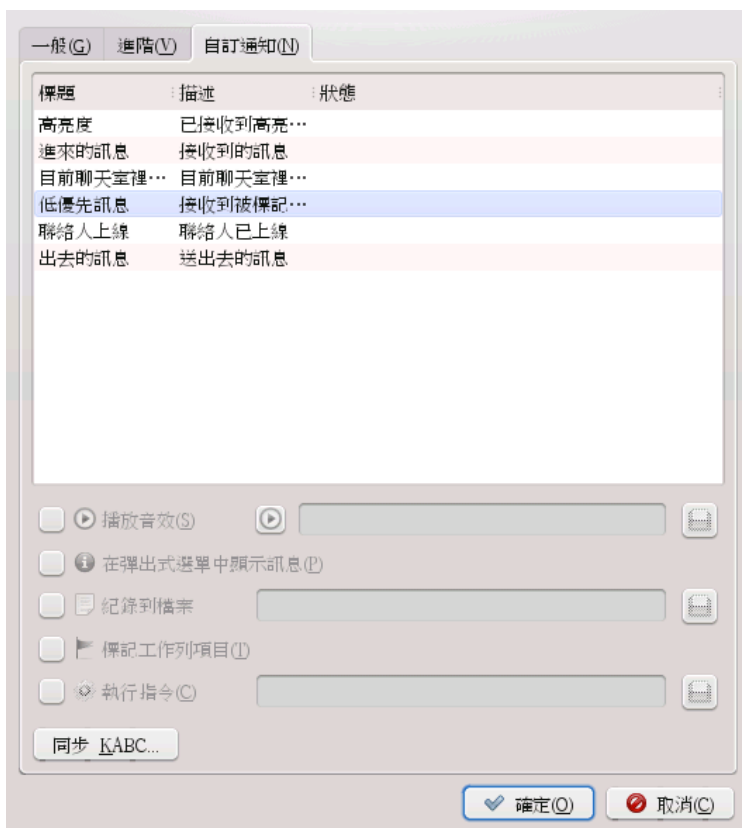 一般(G) 進階(V) 自訂通知(N)
標題 描述 狀態
高亮度 已接收到高亮…
進來的訊息 接收到的訊息
目前聊天室裡… 目前聊天室裡…
低優先訊息 接收到被標記…
聯絡人上線 聯絡人已上線
出去的訊息 送出去的訊息
播放音效(S)
在彈出式選單中顯示訊息(P)
紀錄到檔案
標記工作列項目(T)
執行指令(C)
同步 KABC...
確定(O) 取消(C)